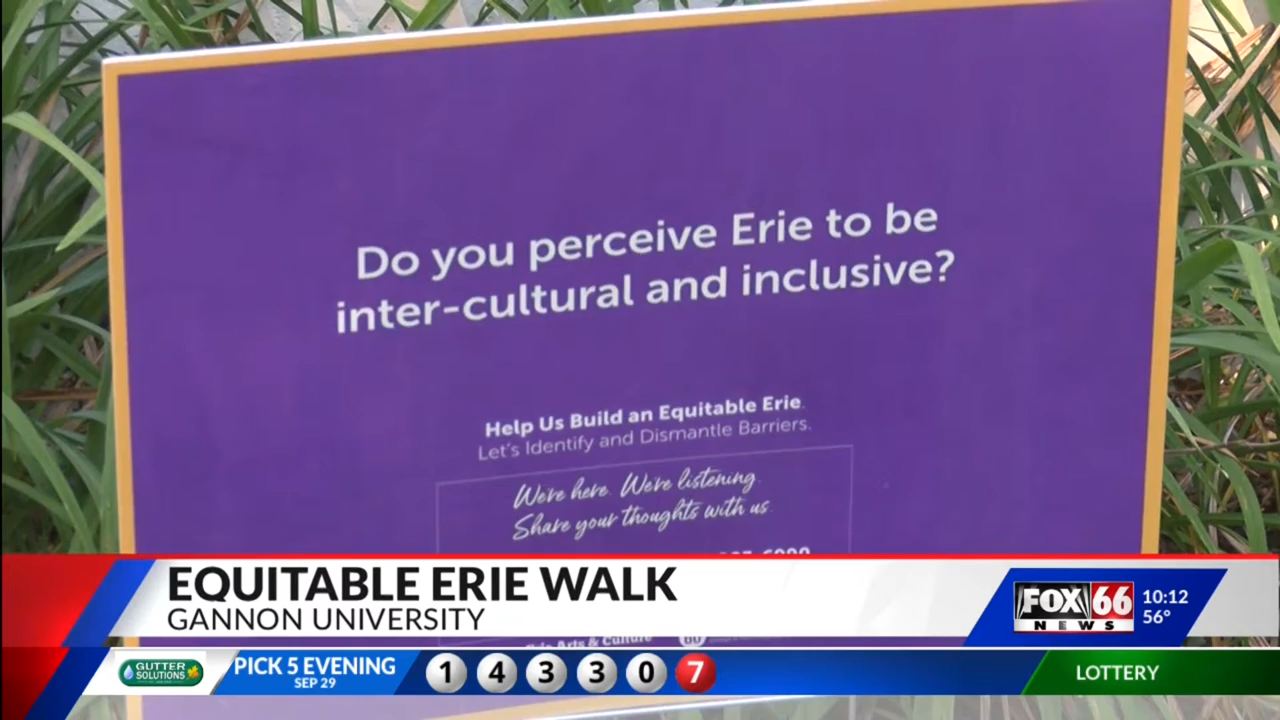 Do you perceive Erie to be
inter-cultural and inclusive?
Help Us Build an Equitable Erie.
Let's Identify and Dismantle Barriers.
We're here. We're listening.
Share your thoughts with us.
EQUITABLE ERIE WALK
GANNON UNIVERSITY
Arts & Culture
FOX 66
NEWS
10:12
56°
GUTTER
SOLUTIONS
PICK 5 EVENING
SEP 29
1 4 3 3 0 7
LOTTERY